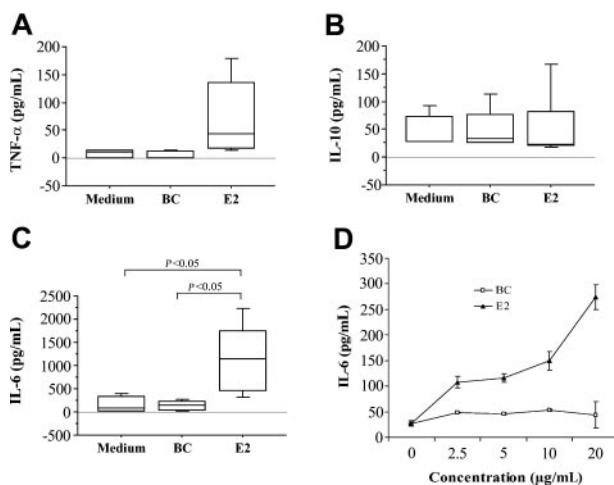 A
TNF-α (pg/mL)
200
150
100
50
0
-50
Medium BC E2
B
IL-10 (pg/mL)
200
150
100
50
0
-50
Medium BC E2
C
P<0.05
P<0.05
IL-6 (pg/mL)
2500
2000
1500
1000
500
0
-500
Medium BC E2
D
IL-6 (pg/mL)
350
300
250
200
150
100
50
0
BC
E2
0 2.5 5 10 20
Concentration (µg/mL)